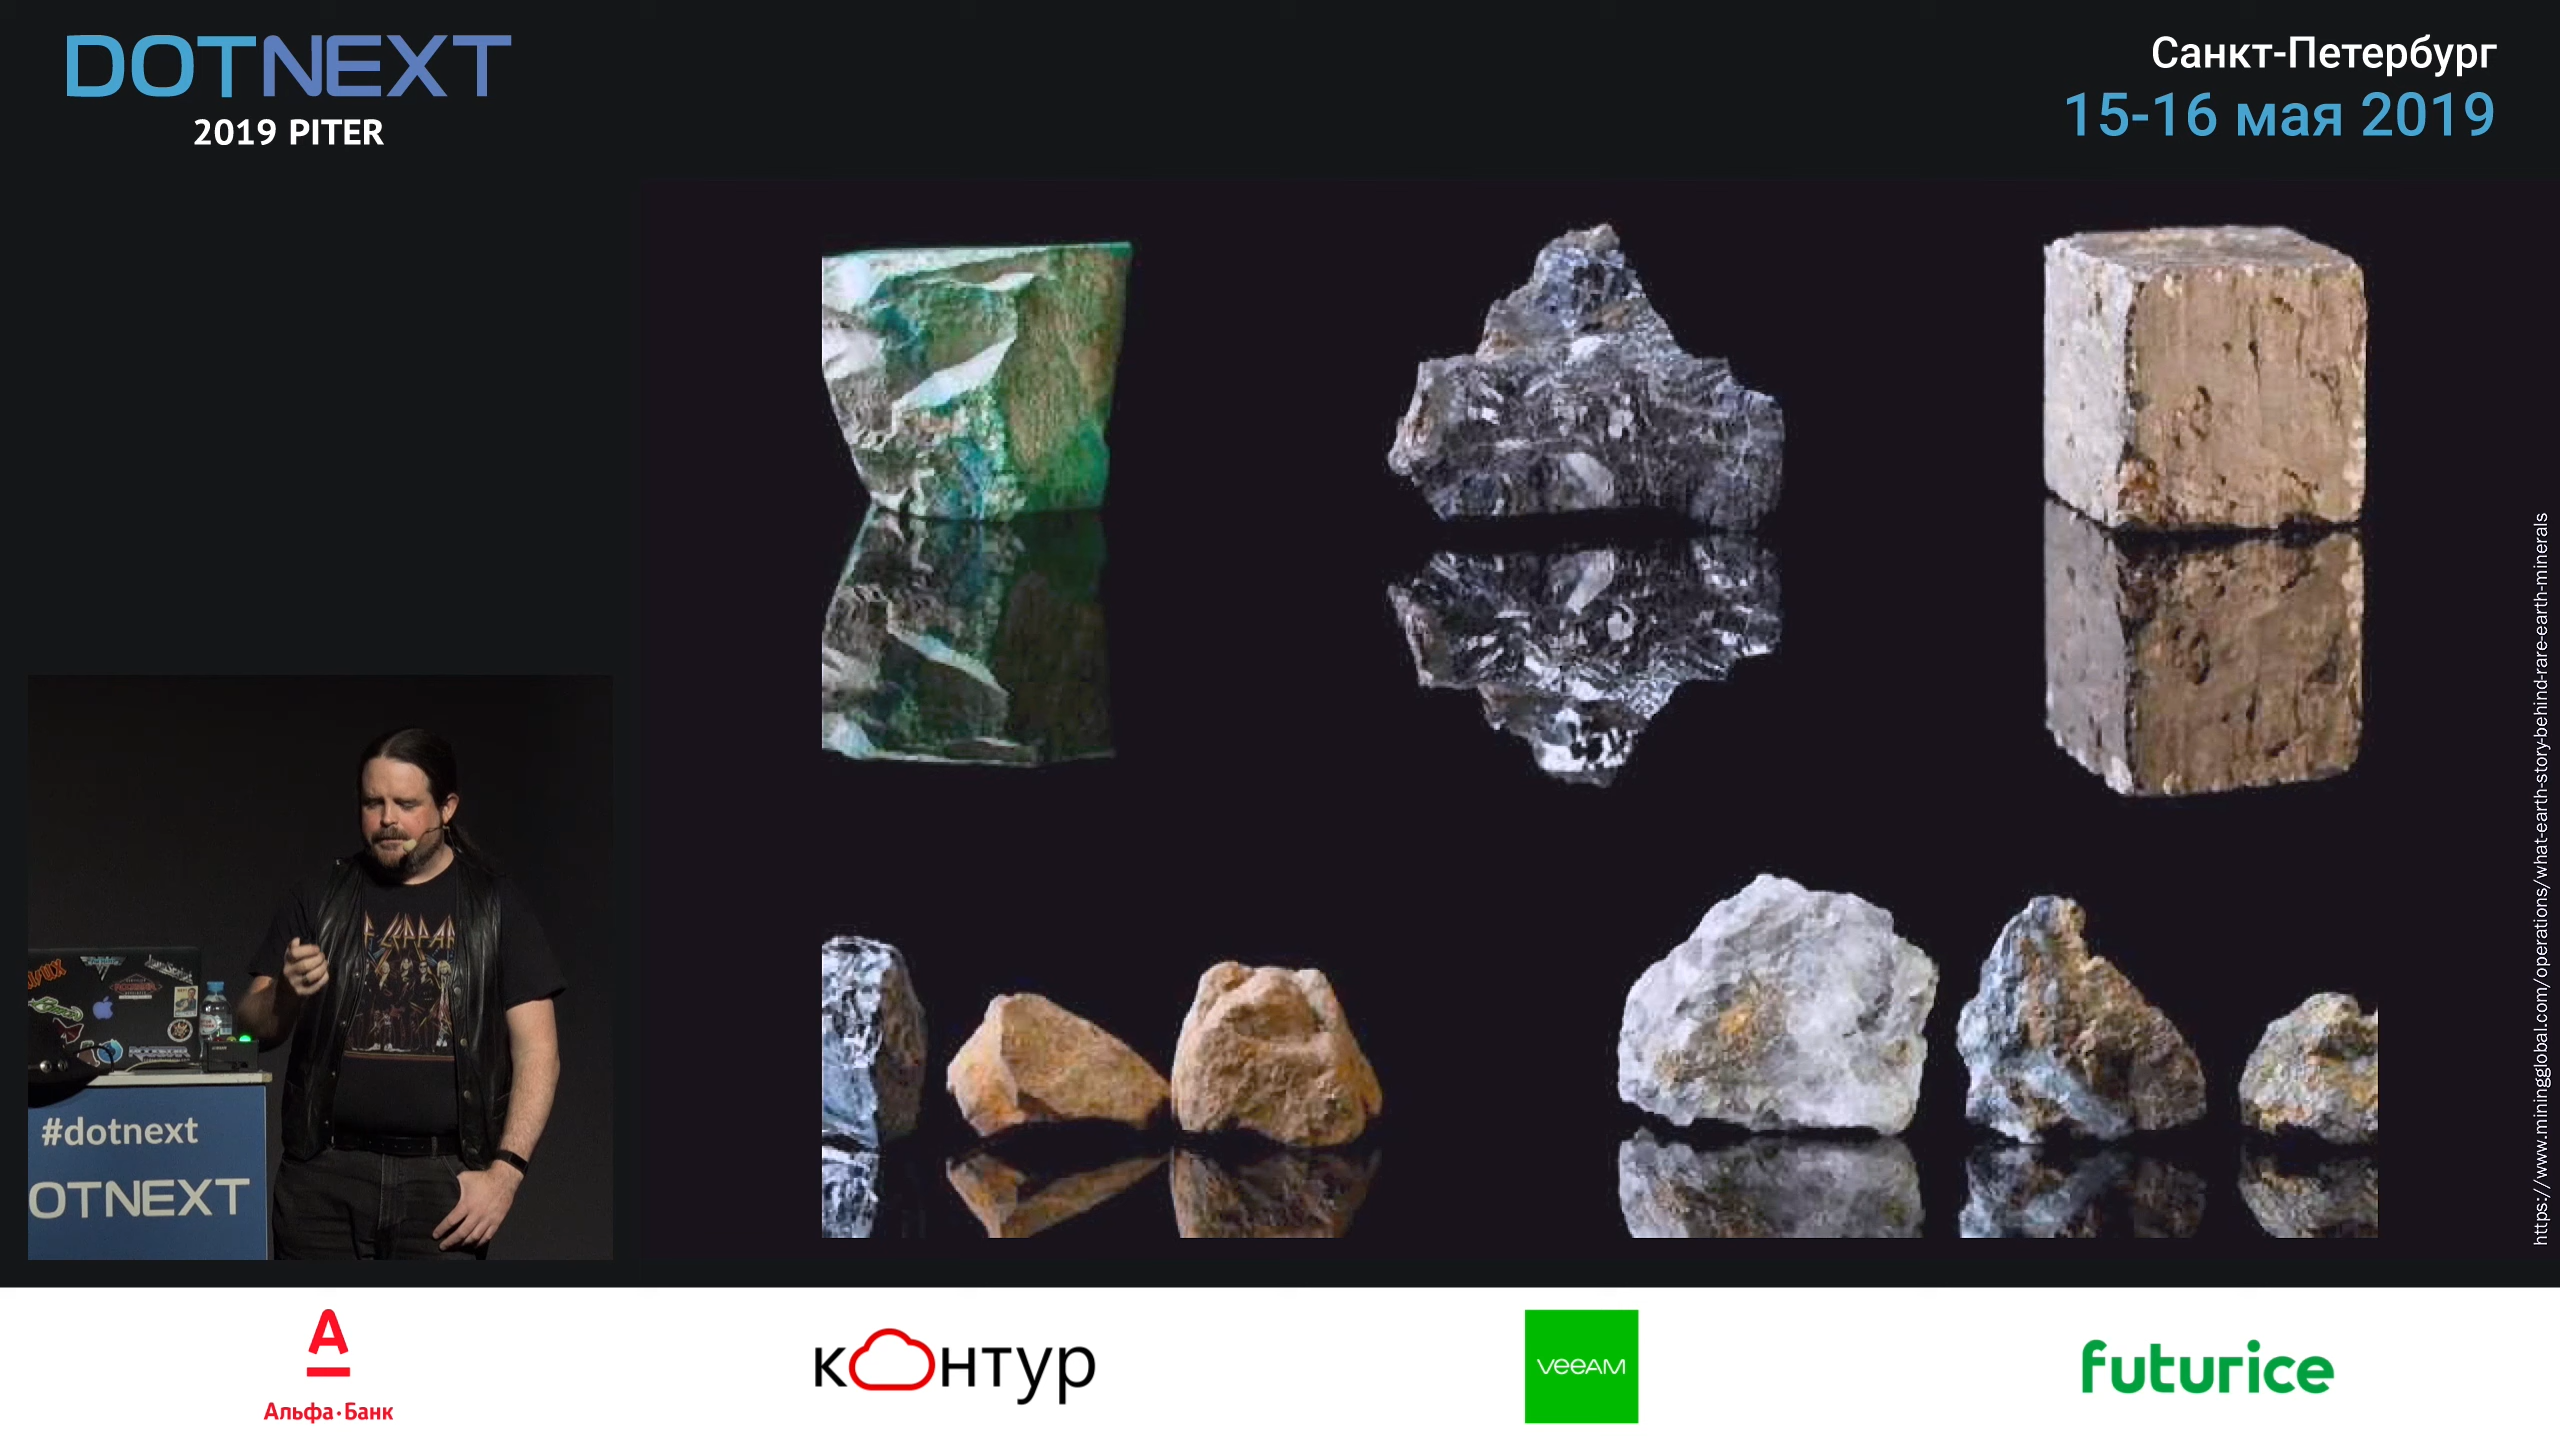 DOTNEXT
2019 PITER
Санкт-Петербург
15-16 мая 2019
https://www.miningglobal.com/operations/what-earth-story-behind-rare-earth-minerals
#dotnext
OTNEXT
Альфа·Банк
контур
veeAM
futurice